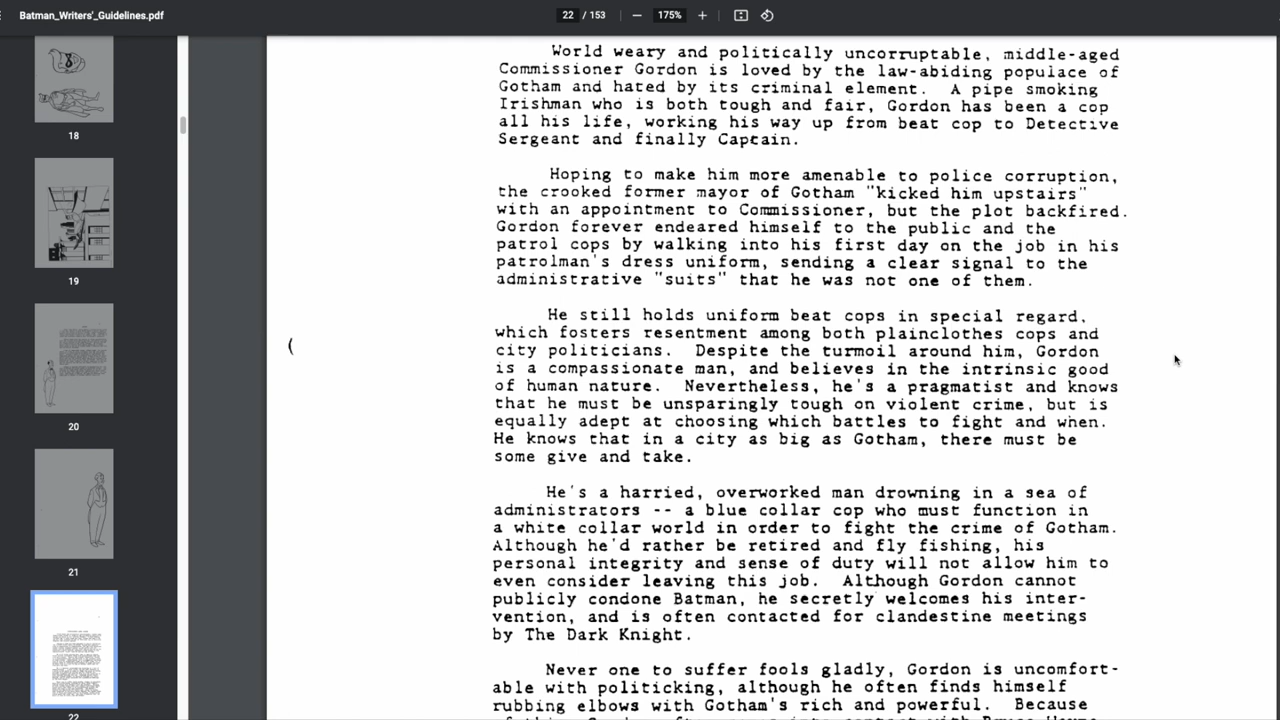 Batman_Writers'_Guidelines.pdf
22 / 153
175%
18
19
20
21
22
World weary and politically uncorruptable, middle-aged
Commissioner Gordon is loved by the law-abiding populace of
Gotham and hated by its criminal element. A pipe smoking
Irishman who is both tough and fair, Gordon has been a cop
all his life, working his way up from beat cop to Detective
Sergeant and finally Captain.
Hoping to make him more amenable to police corruption,
the crooked former mayor of Gotham "kicked him upstairs"
with an appointment to Commissioner, but the plot backfired.
Gordon forever endeared himself to the public and the
patrol cops by walking into his first day on the job in his
patrolman's dress uniform, sending a clear signal to the
administrative "suits" that he was not one of them.
He still holds uniform beat cops in special regard,
which fosters resentment among both plainclothes cops and
city politicians. Despite the turmoil around him, Gordon
is a compassionate man, and believes in the intrinsic good
of human nature. Nevertheless, he's a pragmatist and knows
that he must be unsparingly tough on violent crime, but is
equally adept at choosing which battles to fight and when.
He knows that in a city as big as Gotham, there must be
some give and take.
He's a harried, overworked man drowning in a sea of
administrators -- a blue collar cop who must function in
a white collar world in order to fight the crime of Gotham.
Although he'd rather be retired and fly fishing, his
personal integrity and sense of duty will not allow him to
even consider leaving this job. Although Gordon cannot
publicly condone Batman, he secretly welcomes his inter-
vention, and is often contacted for clandestine meetings
by The Dark Knight.
Never one to suffer fools gladly, Gordon is uncomfort-
able with politicking, although he often finds himself
rubbing elbows with Gotham's rich and powerful. Because